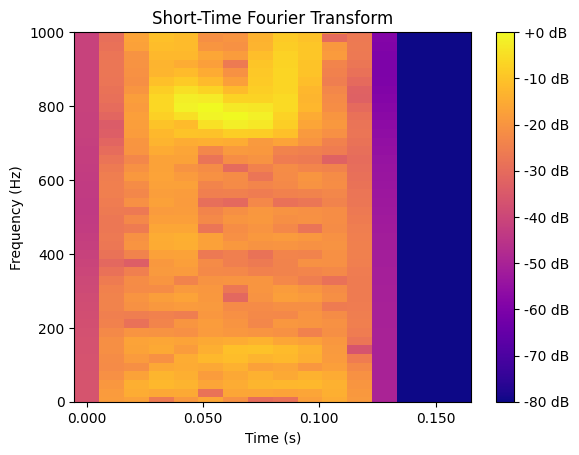 Short-Time Fourier Transform
Frequency (Hz)
1000
800
600
400
200
0
0.000
0.050
0.100
0.150
Time (s)
+0 dB
-10 dB
-20 dB
-30 dB
-40 dB
-50 dB
-60 dB
-70 dB
-80 dB